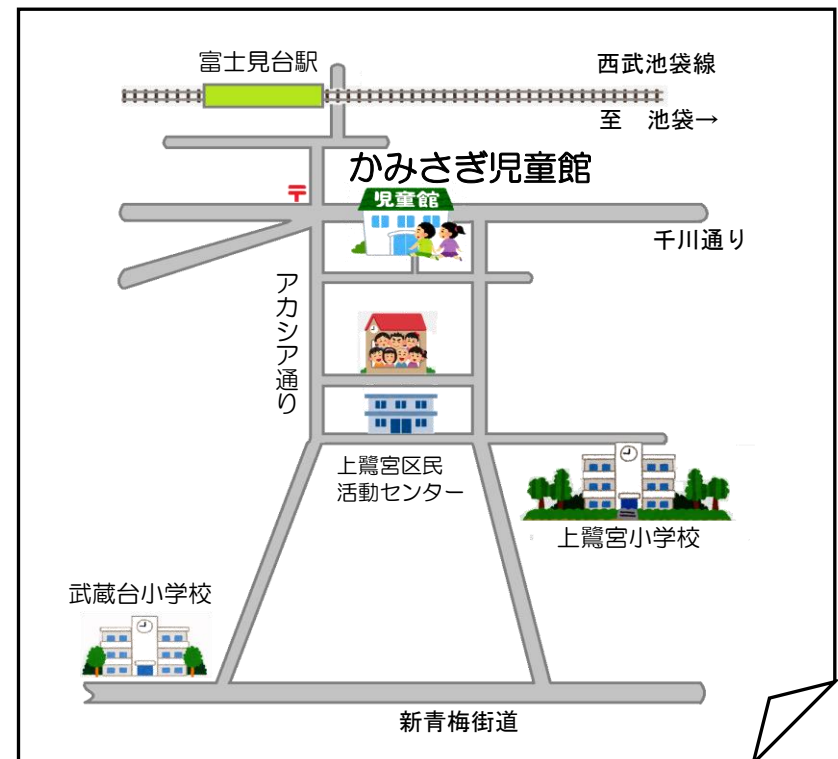 富士見台駅
西武池袋線
至 池袋→
かみさぎ児童館
〒
児童館
千川通り
アカシア通り
上鷺宮区民
活動センター
上鷺宮小学校
武蔵台小学校
新青梅街道